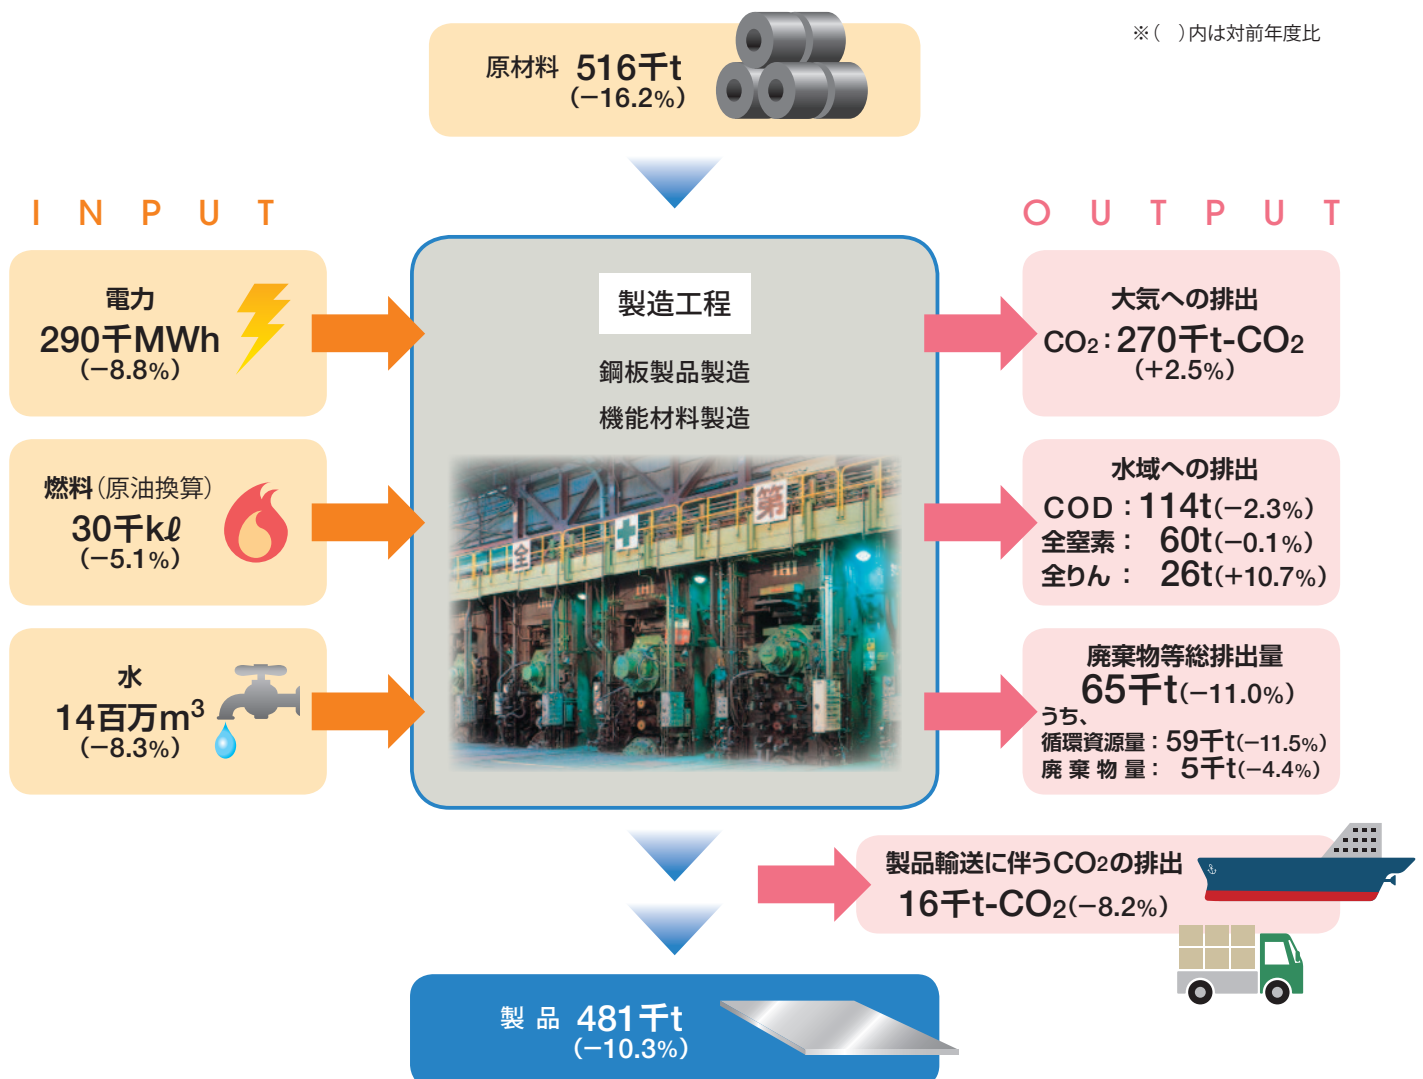 ※(　)内は対前年度比
原材料 516千t
(−16.2%)
INPUT
電力
290千MWh
(−8.8%)
燃料(原油換算)
30千kℓ
(−5.1%)
水
14百万m³
(−8.3%)
製造工程
鋼板製品製造
機能材料製造
全
第
OUTPUT
大気への排出
CO₂：270千t-CO₂
(+2.5%)
水域への排出
COD：114t(−2.3%)
全窒素：60t(−0.1%)
全りん：26t(+10.7%)
廃棄物等総排出量
65千t(−11.0%)
うち、
循環資源量：59千t(−11.5%)
廃棄物量：5千t(−4.4%)
製品輸送に伴うCO₂の排出
16千t-CO₂(−8.2%)
製品 481千t
(−10.3%)